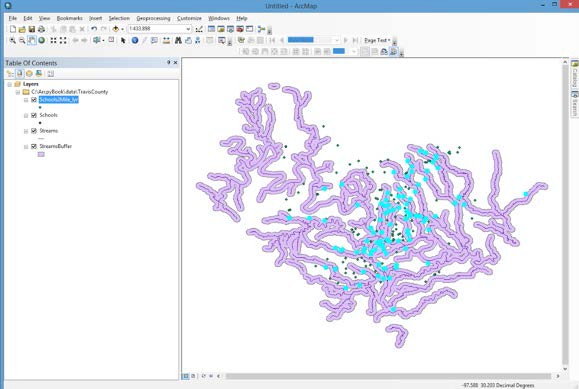 Untitled - ArcMap
File Edit View Bookmarks Insert Selection Geoprocessing Customize Windows Help
1:433,898
Page Text
Table Of Contents
Layers
C:\ArcpyBook\data\TravisCounty
Schools2Mile_lyr
Schools
Streams
StreamsBuffer
Catalog
Search
-97.588 30.203 Decimal Degrees